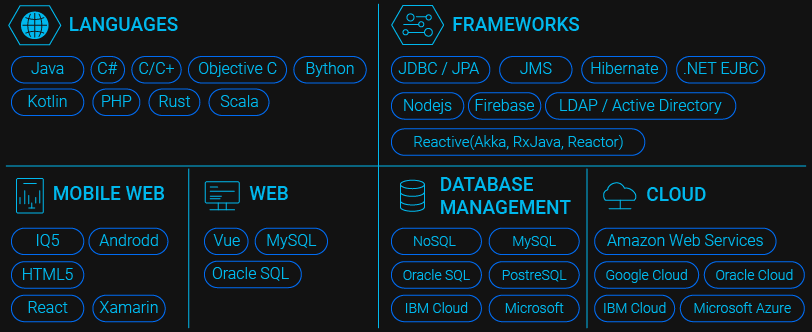 LANGUAGES
Java C# C/C+ Objective C Bython
Kotlin PHP Rust Scala
FRAMEWORKS
JDBC / JPA JMS Hibernate .NET EJBC
Nodejs Firebase LDAP / Active Directory
Reactive(Akka, RxJava, Reactor)
MOBILE WEB
IQ5 Androdd
HTML5
React Xamarin
WEB
Vue MySQL
Oracle SQL
DATABASE
MANAGEMENT
NoSQL MySQL
Oracle SQL PostreSQL
IBM Cloud Microsoft
CLOUD
Amazon Web Services
Google Cloud Oracle Cloud
IBM Cloud Microsoft Azure